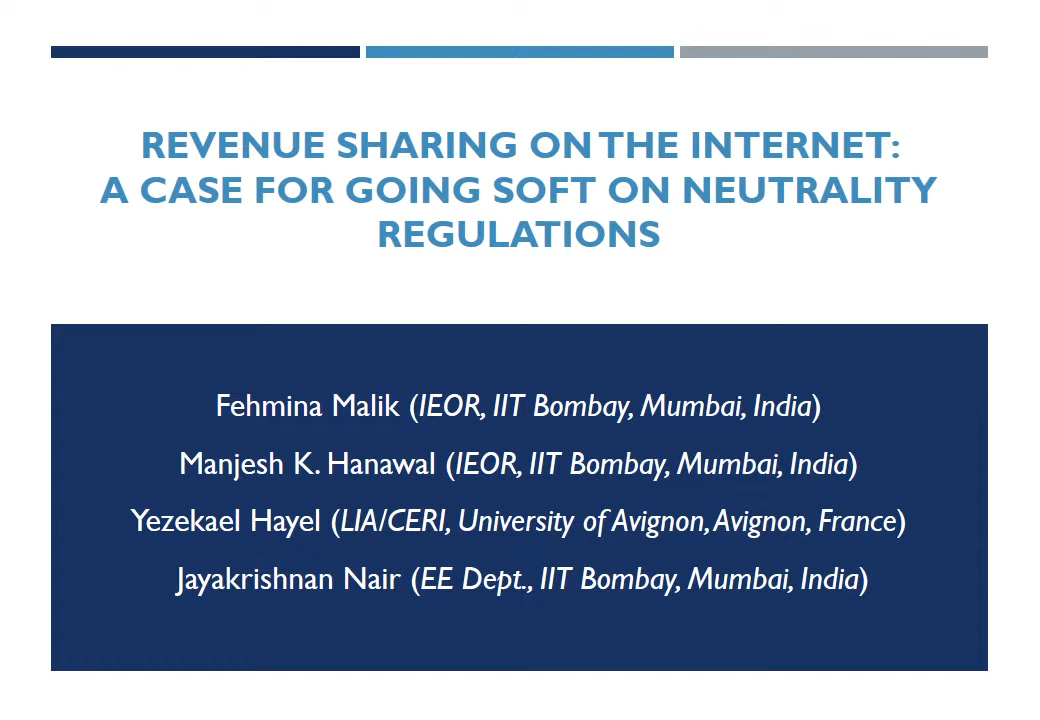 REVENUE SHARING ON THE INTERNET:
A CASE FOR GOING SOFT ON NEUTRALITY
REGULATIONS
Fehmina Malik (IEOR, IIT Bombay, Mumbai, India)
Manjesh K. Hanawal (IEOR, IIT Bombay, Mumbai, India)
Yezekael Hayel (LIA/CERI, University of Avignon, Avignon, France)
Jayakrishnan Nair (EE Dept., IIT Bombay, Mumbai, India)